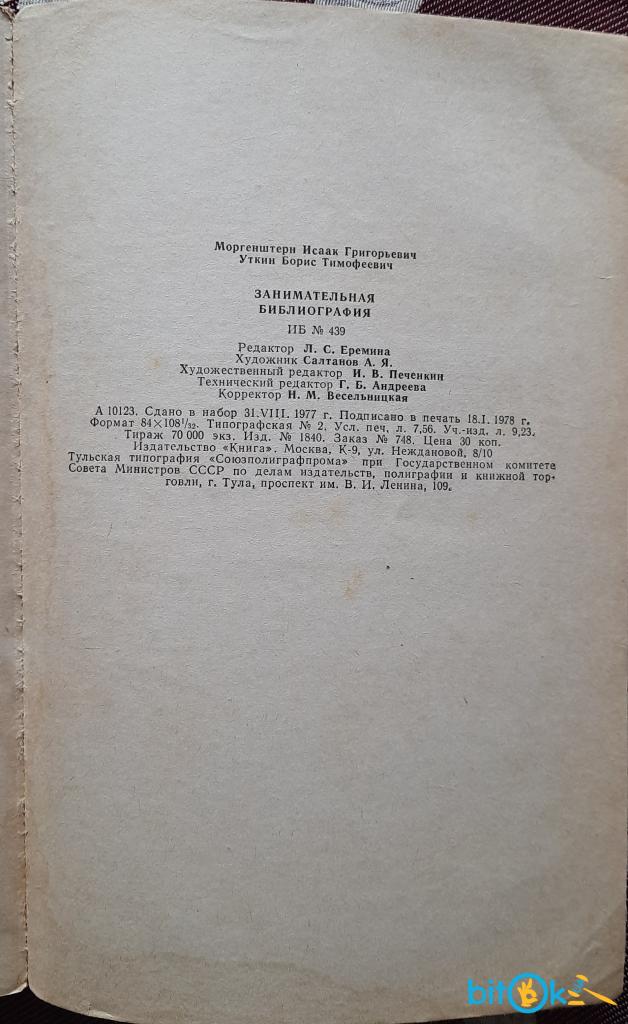 Моргенштерн Исаак Григорьевич
Уткин Борис Тимофеевич
ЗАНИМАТЕЛЬНАЯ
БИБЛИОГРАФИЯ
ИБ № 439
Редактор Л. С. Еремина
Художник Салтанов А. Я.
Художественный редактор И. В. Печенкин
Технический редактор Г. Б. Андреева
Корректор Н. М. Весельницкая
А 10123. Сдано в набор 31.VIII. 1977 г. Подписано в печать 18.I. 1978 г.
Формат 84×108¹/₃₂. Типографская № 2. Усл. печ. л. 7,56. Уч.-изд. л. 9,23.
Тираж 70 000 экз. Изд. № 1840. Заказ № 748. Цена 30 коп.
Издательство «Книга». Москва, К-9, ул. Неждановой, 8/10
Тульская типография «Союзполиграфпрома» при Государственном комитете
Совета Министров СССР по делам издательств, полиграфии и книжной тор-
говли, г. Тула, проспект им. В. И. Ленина, 109.
bitOk